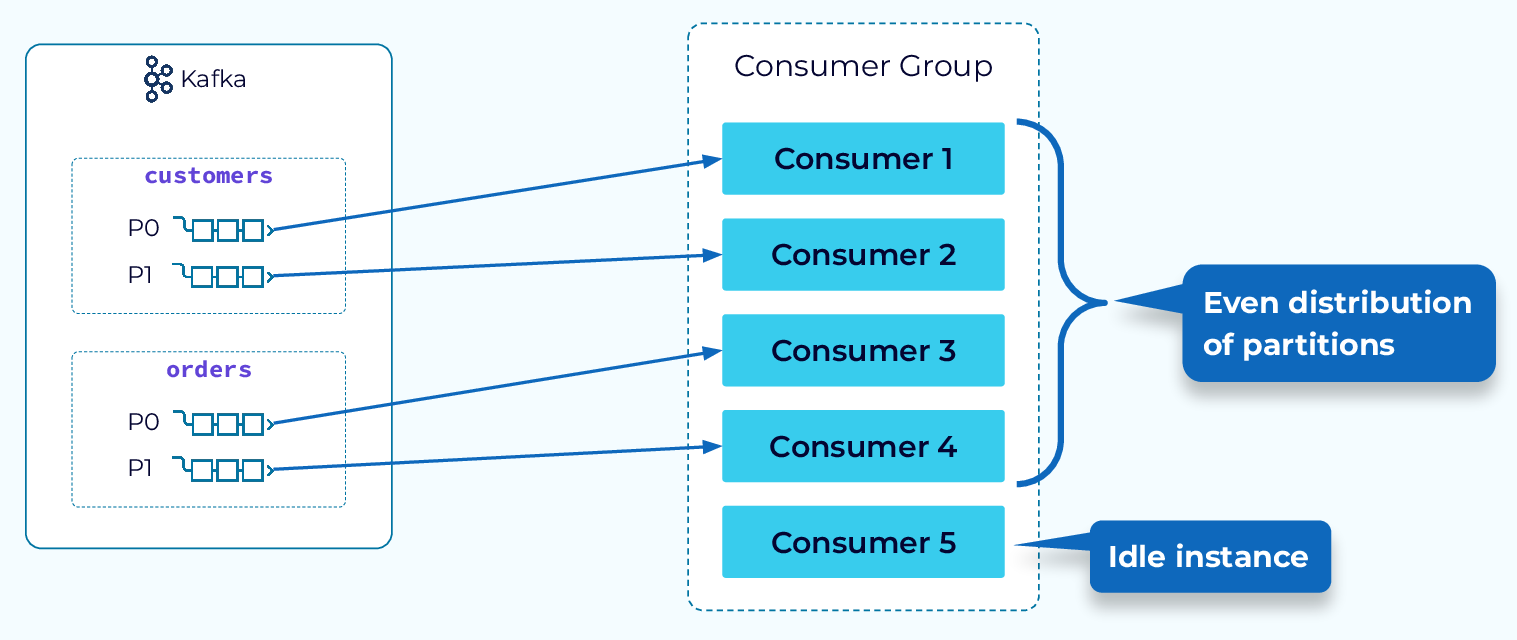 Kafka
customers
P0
P1
orders
P0
P1
Consumer Group
Consumer 1
Consumer 2
Consumer 3
Consumer 4
Consumer 5
Even distribution
of partitions
Idle instance